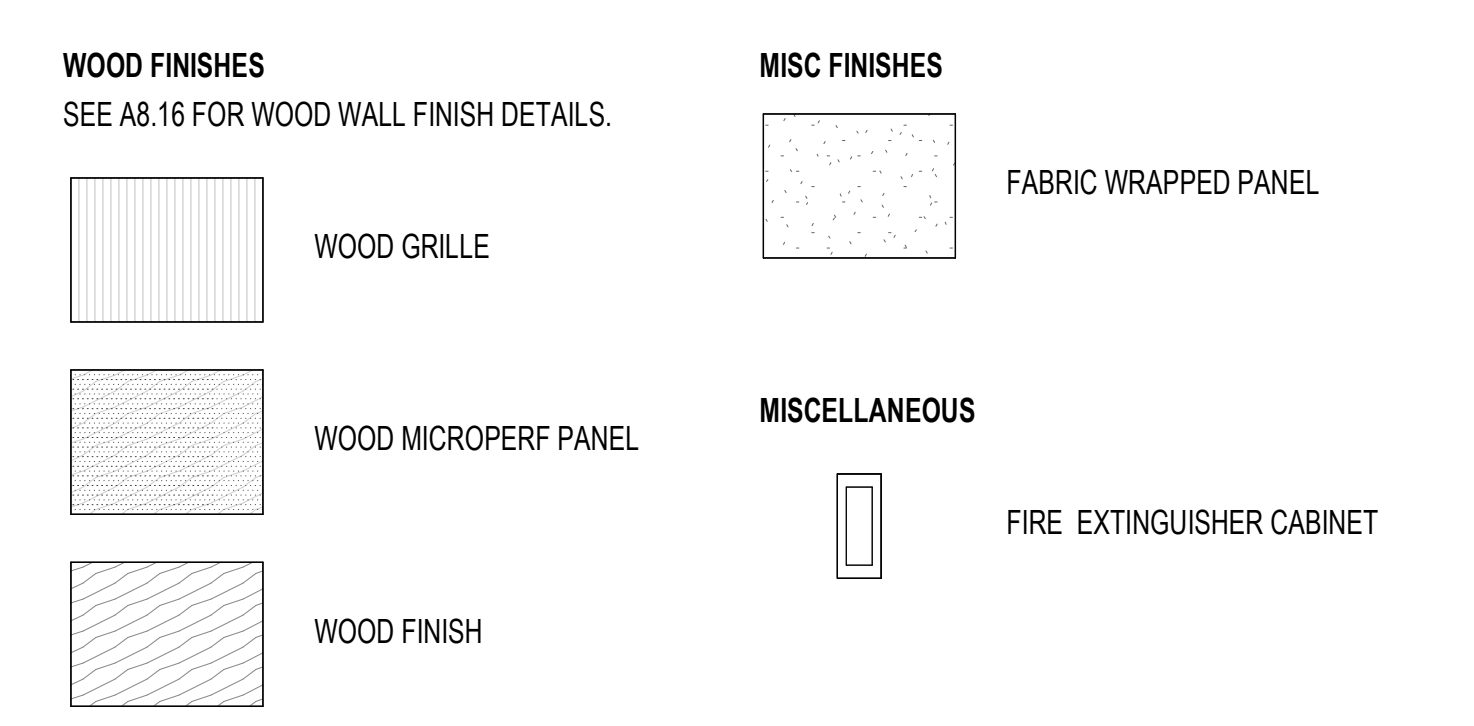 WOOD FINISHES
SEE A8.16 FOR WOOD WALL FINISH DETAILS.
WOOD GRILLE
WOOD MICROPERF PANEL
WOOD FINISH
MISC FINISHES
FABRIC WRAPPED PANEL
MISCELLANEOUS
FIRE  EXTINGUISHER CABINET